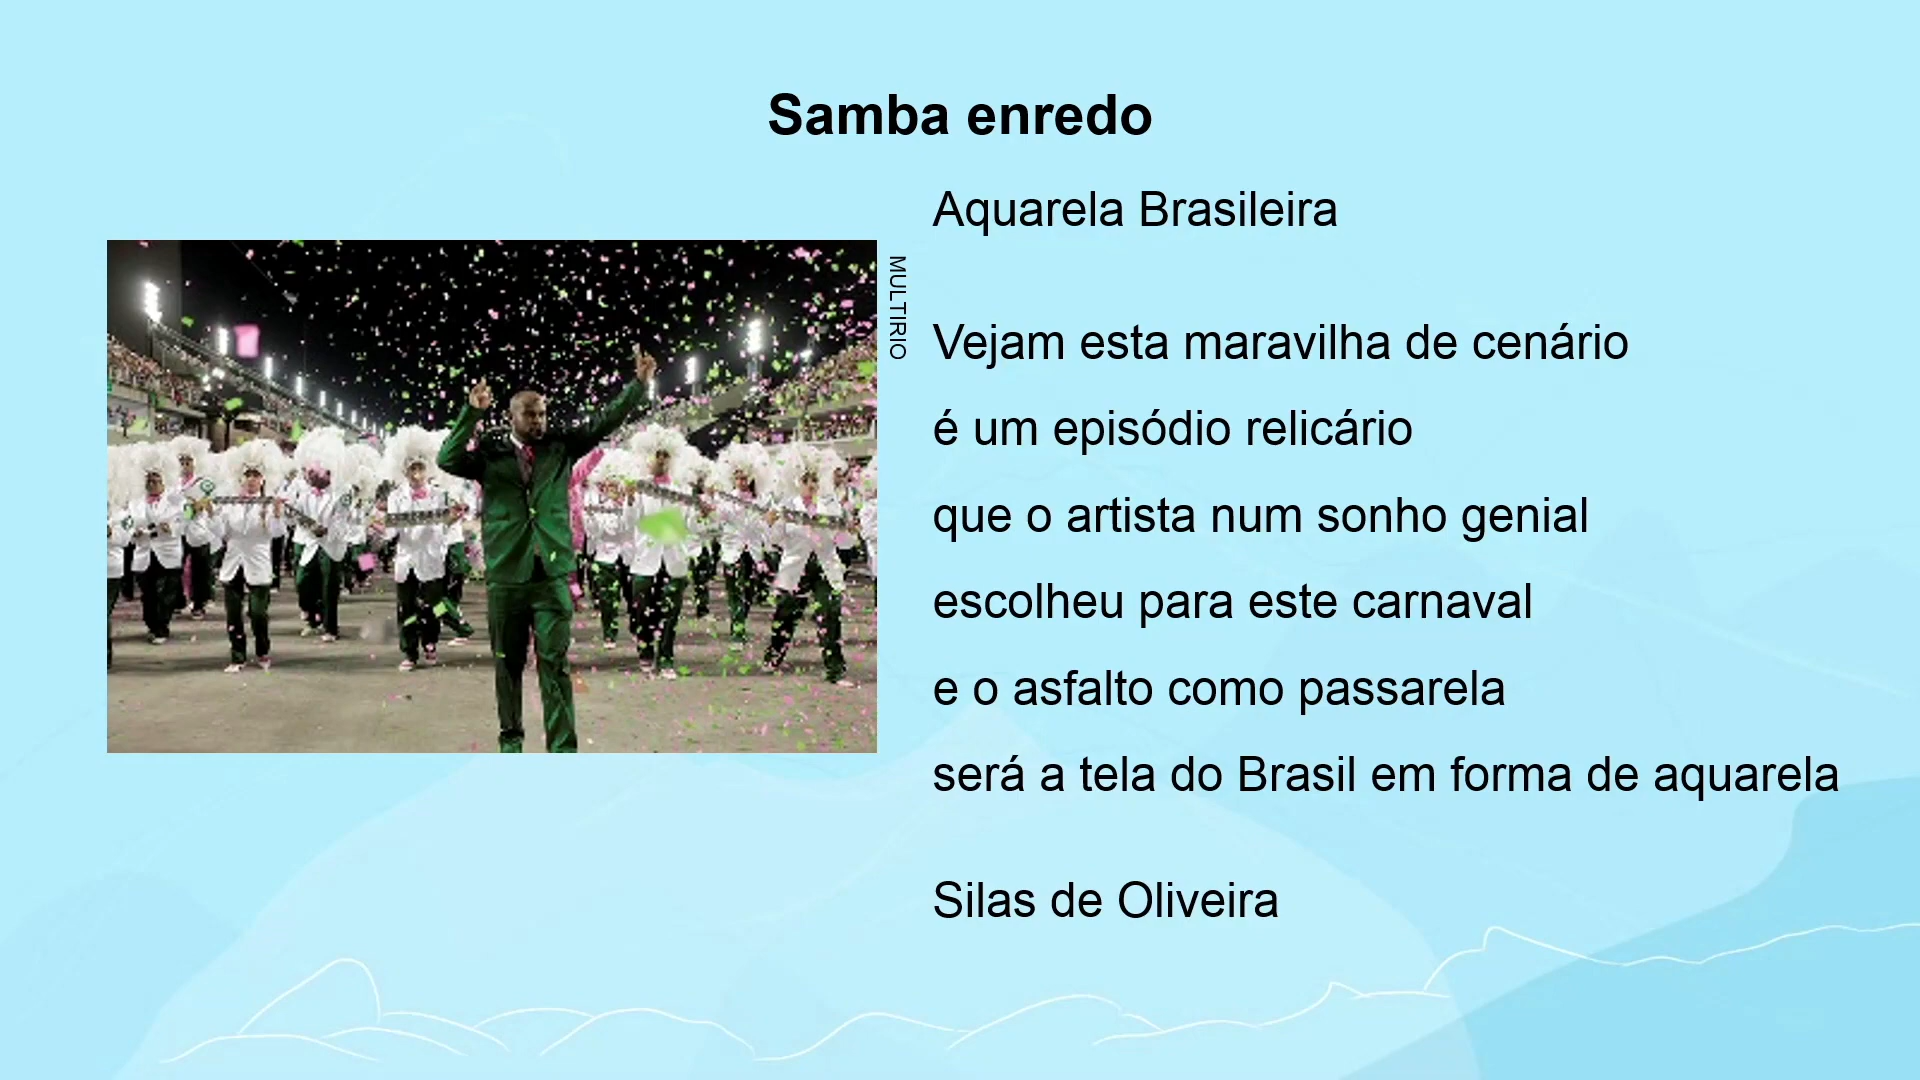 Samba enredo
Aquarela Brasileira
MULTIRIO
Vejam esta maravilha de cenário
é um episódio relicário
que o artista num sonho genial
escolheu para este carnaval
e o asfalto como passarela
será a tela do Brasil em forma de aquarela
Silas de Oliveira